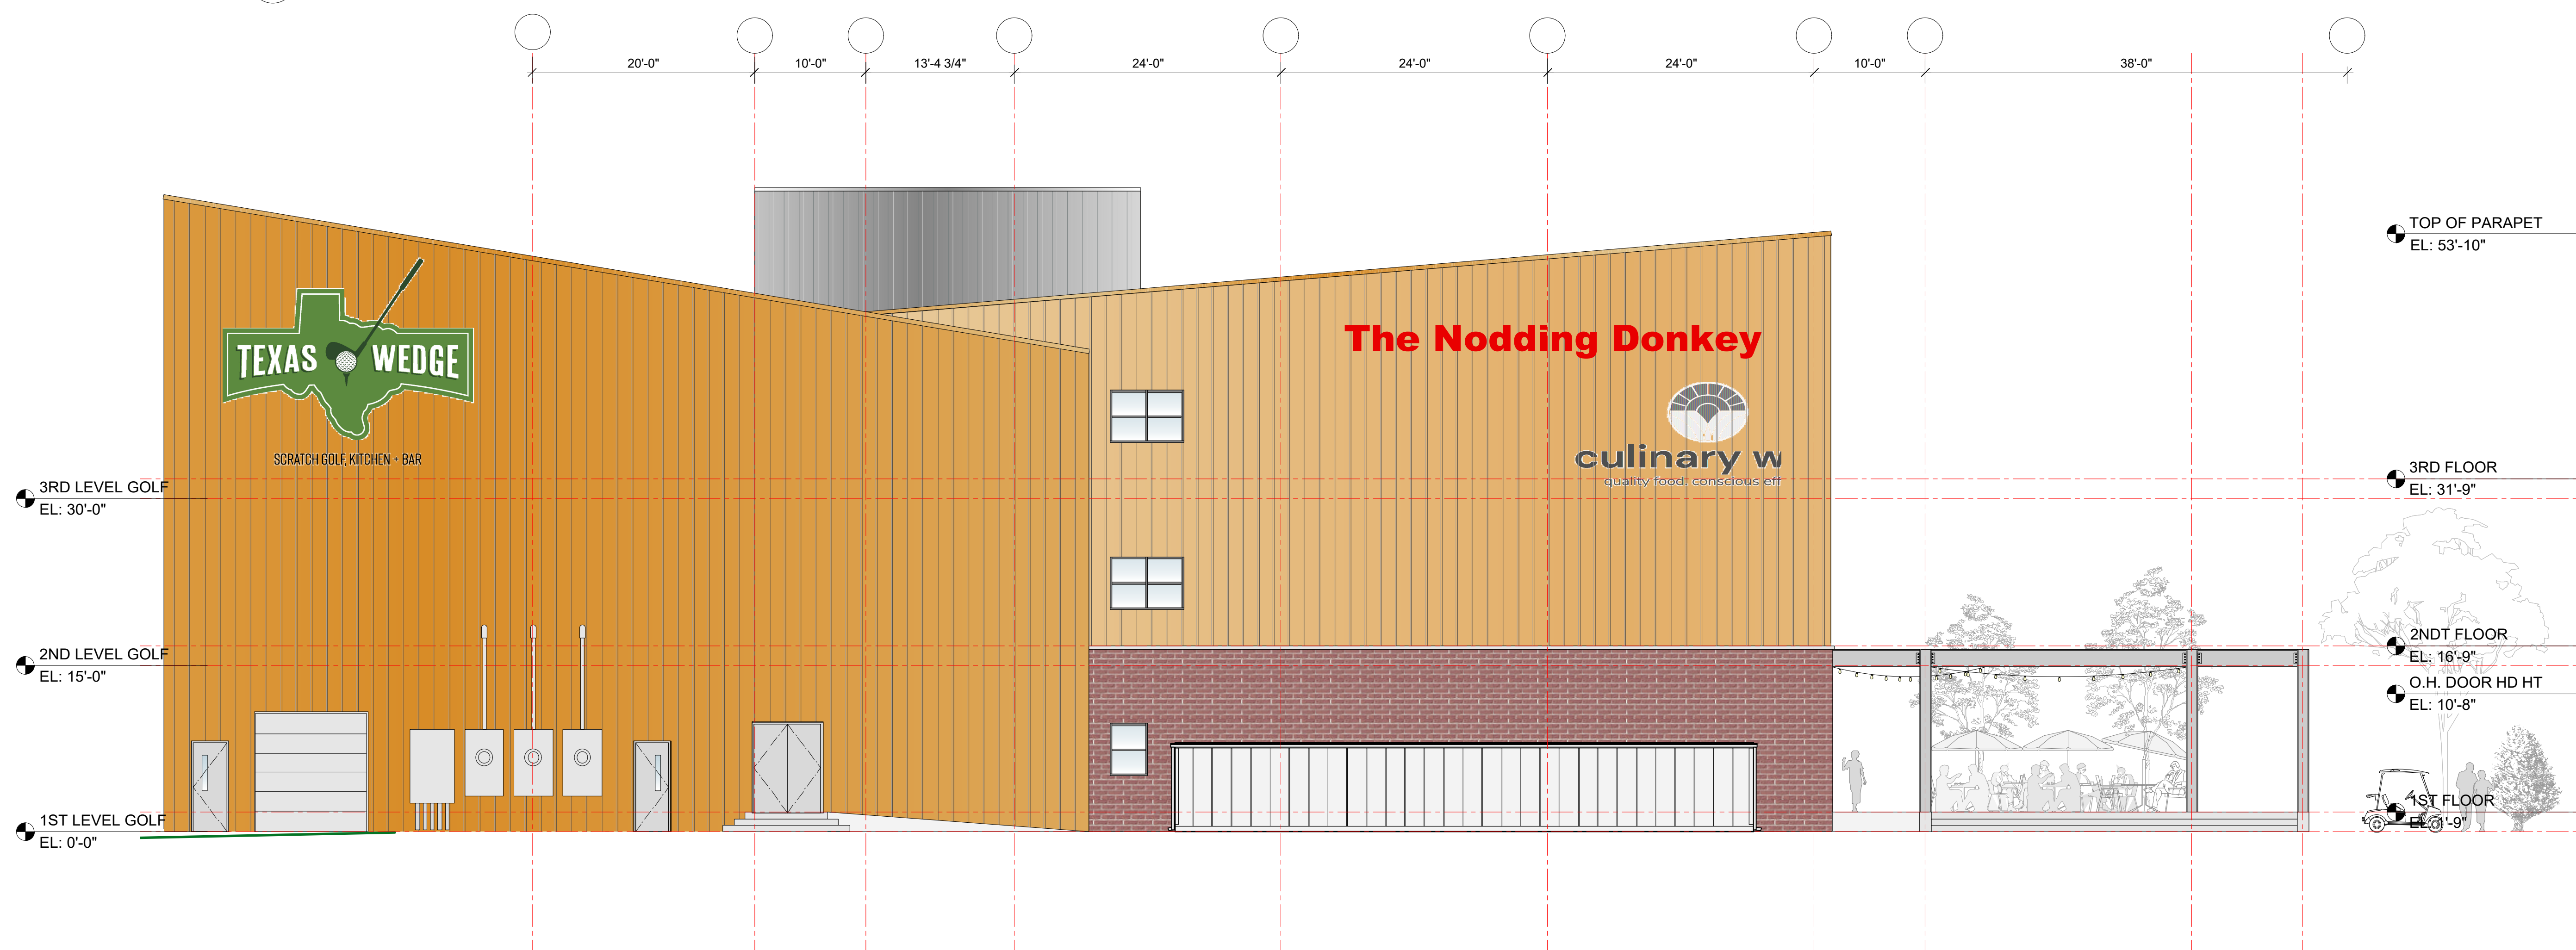 20'-0"
10'-0"
13'-4 3/4"
24'-0"
24'-0"
24'-0"
10'-0"
38'-0"
TOP OF PARAPET
EL: 53'-10"
TEXAS WEDGE
SCRATCH GOLF, KITCHEN + BAR
The Nodding Donkey
culinary w
quality food. conscious eff
3RD LEVEL GOLF
EL: 30'-0"
3RD FLOOR
EL: 31'-9"
2ND LEVEL GOLF
EL: 15'-0"
2NDT FLOOR
EL: 16'-9"
O.H. DOOR HD HT
EL: 10'-8"
1ST LEVEL GOLF
EL: 0'-0"
1ST FLOOR
EL: 1'-9"